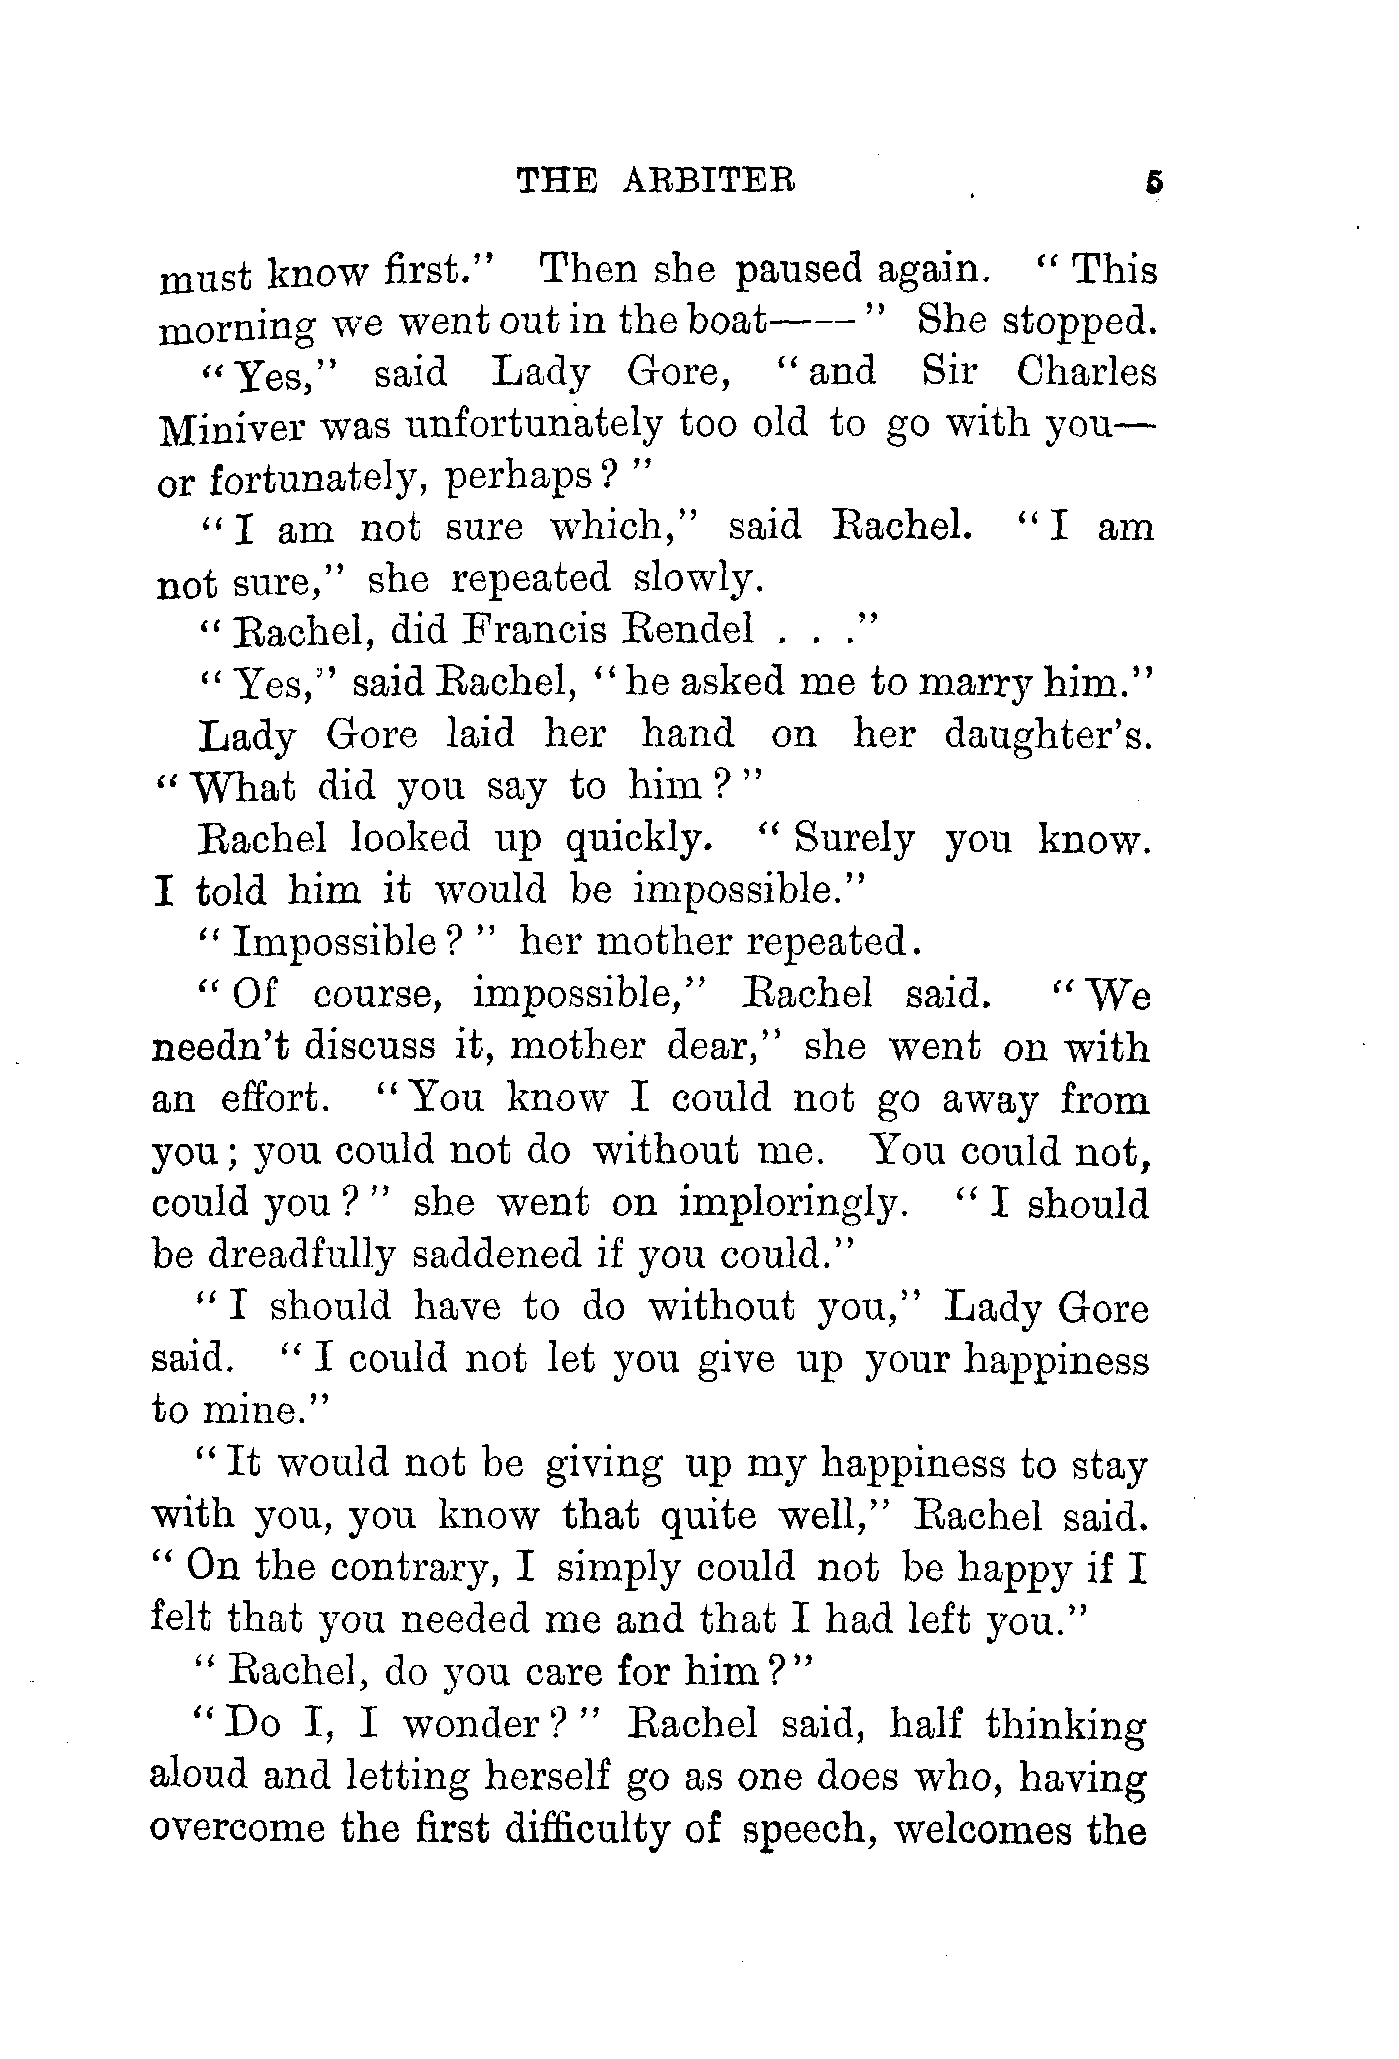 THE ARBITER 5
must know first." Then she paused again. "This
morning we went out in the boat——" She stopped.
"Yes," said Lady Gore, "and Sir Charles
Miniver was unfortunately too old to go with you—
or fortunately, perhaps?"
"I am not sure which," said Rachel. "I am
not sure," she repeated slowly.
"Rachel, did Francis Rendel . . ."
"Yes," said Rachel, "he asked me to marry him."
Lady Gore laid her hand on her daughter's.
"What did you say to him?"
Rachel looked up quickly. "Surely you know.
I told him it would be impossible."
"Impossible?" her mother repeated.
"Of course, impossible," Rachel said. "We
needn't discuss it, mother dear," she went on with
an effort. "You know I could not go away from
you; you could not do without me. You could not,
could you?" she went on imploringly. "I should
be dreadfully saddened if you could."
"I should have to do without you," Lady Gore
said. "I could not let you give up your happiness
to mine."
"It would not be giving up my happiness to stay
with you, you know that quite well," Rachel said.
"On the contrary, I simply could not be happy if I
felt that you needed me and that I had left you."
"Rachel, do you care for him?"
"Do I, I wonder?" Rachel said, half thinking
aloud and letting herself go as one does who, having
overcome the first difficulty of speech, welcomes the